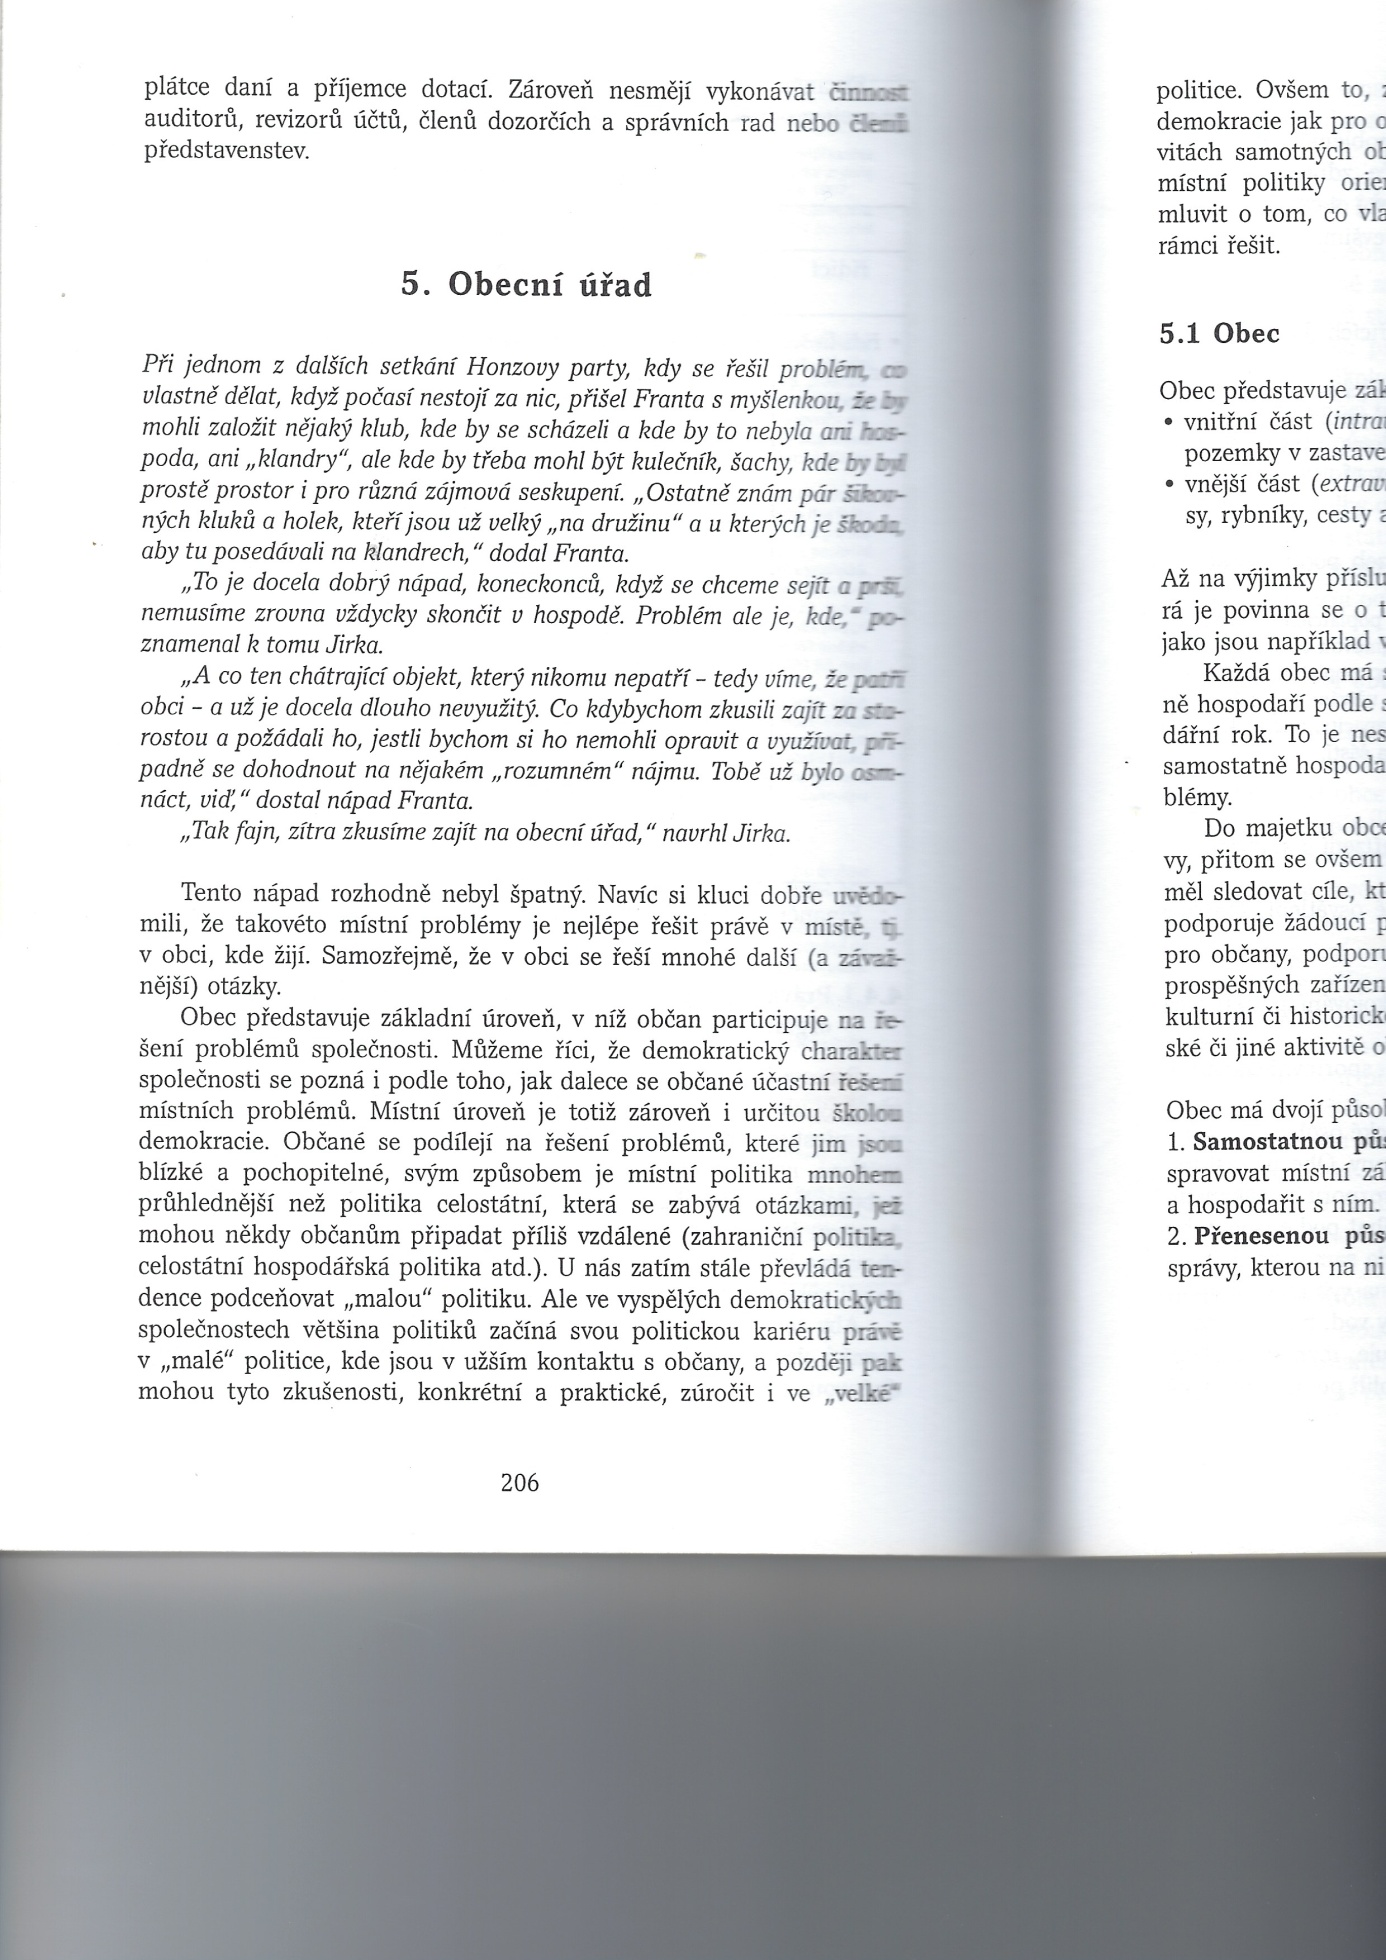 plátce daní a příjemce dotací. Zároveň nesmějí vykonávat činnost
auditorů, revizorů účtů, členů dozorčích a správních rad nebo členů
představenstev.
5. Obecní úřad
Při jednom z dalších setkání Honzovy party, kdy se řešil problém, co
vlastně dělat, když počasí nestojí za nic, přišel Franta s myšlenkou, že by
mohli založit nějaký klub, kde by se scházeli a kde by to nebyla ani hos-
poda, ani „klandry“, ale kde by třeba mohl být kulečník, šachy, kde by byl
prostě prostor i pro různá zájmová seskupení. „Ostatně znám pár šikov-
ných kluků a holek, kteří jsou už velký „na družinu“ a u kterých je škoda,
aby tu posedávali na klandrech,“ dodal Franta.
„To je docela dobrý nápad, koneckonců, když se chceme sejít a prší,
nemusíme zrovna vždycky skončit v hospodě. Problém ale je, kde,“ po-
znamenal k tomu Jirka.
„A co ten chátrající objekt, který nikomu nepatří – tedy víme, že patří
obci – a už je docela dlouho nevyužitý. Co kdybychom zkusili zajít za sta-
rostou a požádali ho, jestli bychom si ho nemohli opravit a využívat, pří-
padně se dohodnout na nějakém „rozumném“ nájmu. Tobě už bylo osm-
náct, viď,“ dostal nápad Franta.
„Tak fajn, zítra zkusíme zajít na obecní úřad,“ navrhl Jirka.
Tento nápad rozhodně nebyl špatný. Navíc si kluci dobře uvědo-
mili, že takovéto místní problémy je nejlépe řešit právě v místě, tj.
v obci, kde žijí. Samozřejmě, že v obci se řeší mnohé další (a závaž-
nější) otázky.
Obec představuje základní úroveň, v níž občan participuje na ře-
šení problémů společnosti. Můžeme říci, že demokratický charakter
společnosti se pozná i podle toho, jak dalece se občané účastní řešení
místních problémů. Místní úroveň je totiž zároveň i určitou školou
demokracie. Občané se podílejí na řešení problémů, které jim jsou
blízké a pochopitelné, svým způsobem je místní politika mnohem
průhlednější než politika celostátní, která se zabývá otázkami, jež
mohou někdy občanům připadat příliš vzdálené (zahraniční politika,
celostátní hospodářská politika atd.). U nás zatím stále převládá ten-
dence podceňovat „malou“ politiku. Ale ve vyspělých demokratických
společnostech většina politiků začíná svou politickou kariéru právě
v „malé“ politice, kde jsou v užším kontaktu s občany, a později pak
mohou tyto zkušenosti, konkrétní a praktické, zúročit i ve „velké“
206
politice. Ovšem to,
demokracie jak pro
vitách samotných
místní politiky
mluvit o tom, co
rámci řešit.
5.1 Obec
Obec představuje
• vnitřní část
pozemky v
• vnější část
sy, rybníky, cesty
Až na výjimky
rá je povinna se o
jako jsou například
Každá obec má
ně hospodaří podle
dářní rok. To je
samostatně
blémy.
Do majetku
vy, přitom se ovšem
měl sledovat cíle,
podporuje žádoucí
pro občany,
prospěšných
kulturní či
ské či jiné aktivitě
Obec má dvojí
1. Samostatnou
spravovat místní
a hospodařit s ním.
2. Přenesenou
správy, kterou na